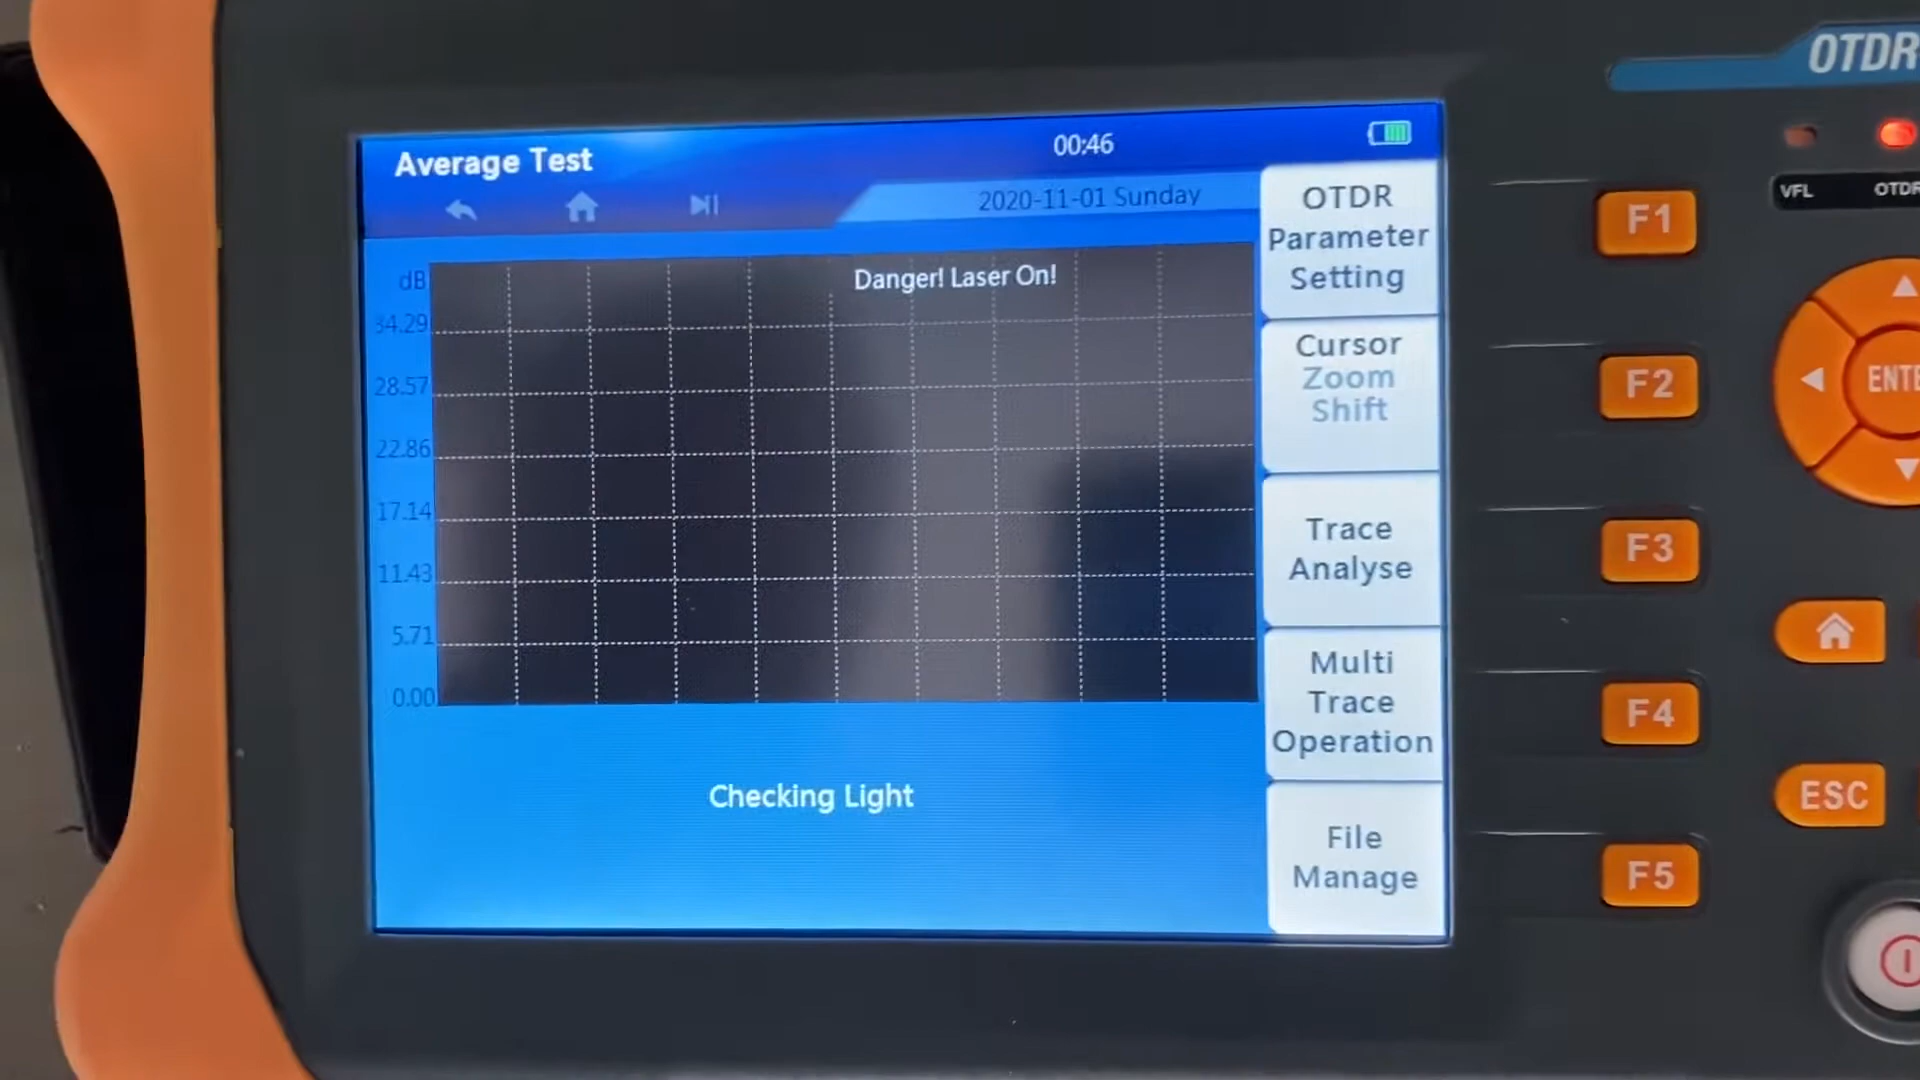 OTDR
Average Test
00:46
2020-11-01 Sunday
dB
34.29
28.57
22.86
17.14
11.43
5.71
0.00
Danger! Laser On!
Checking Light
OTDR
Parameter
Setting
Cursor
Zoom
Shift
Trace
Analyse
Multi
Trace
Operation
File
Manage
VFL
OTDR
F1
F2
F3
F4
F5
ENTE
ESC